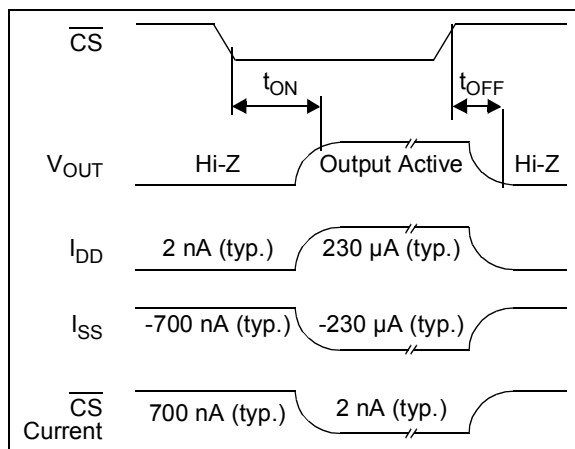 CS
tON
tOFF
VOUT
Hi-Z
Output Active
Hi-Z
IDD
2 nA (typ.)
230 µA (typ.)
ISS
-700 nA (typ.)
-230 µA (typ.)
CS
Current
700 nA (typ.)
2 nA (typ.)